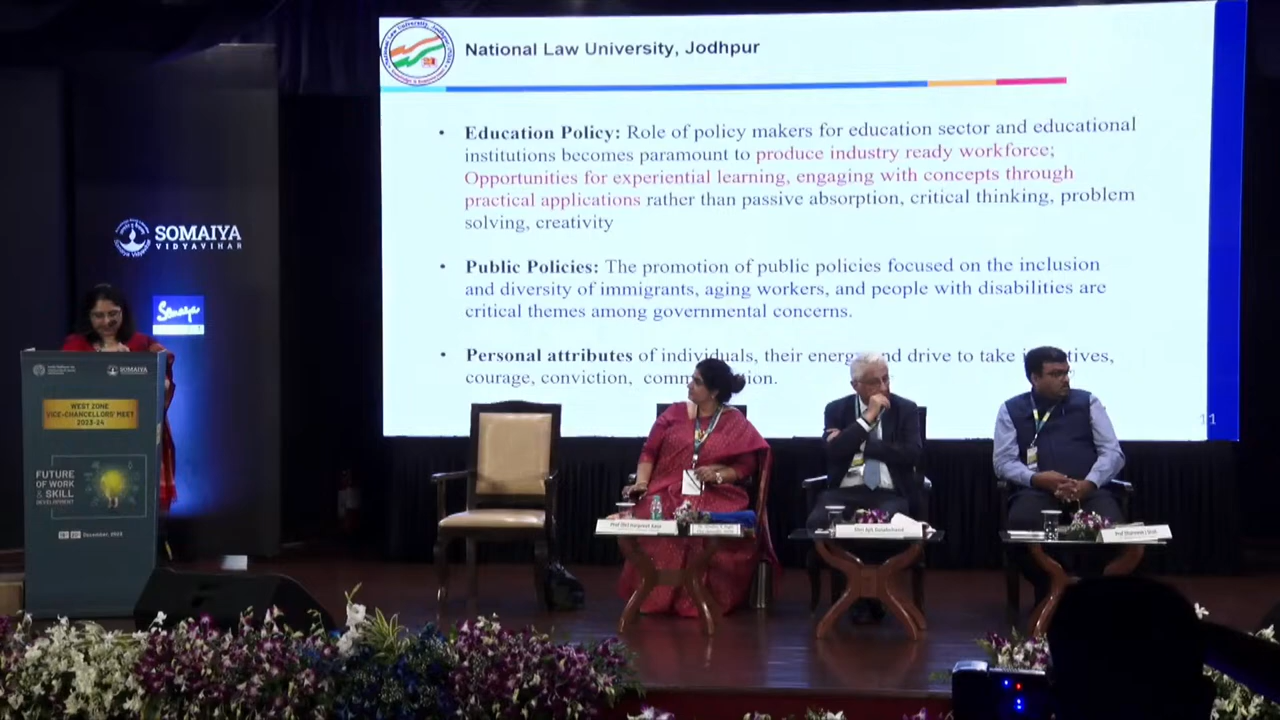 National Law University, Jodhpur
• Education Policy: Role of policy makers for education sector and educational
institutions becomes paramount to produce industry ready workforce;
Opportunities for experiential learning, engaging with concepts through
practical applications rather than passive absorption, critical thinking, problem
solving, creativity
• Public Policies: The promotion of public policies focused on the inclusion
and diversity of immigrants, aging workers, and people with disabilities are
critical themes among governmental concerns.
• Personal attributes of individuals, their energy and drive to take
courage, conviction,
11
SOMAIYA
VIDYAVIHAR
Somaiya
SOMAIYA
WEST ZONE
VICE-CHANCELLORS' MEET
2023-24
FUTURE
OF WORK
& SKILL
DEVELOPMENT
December, 2023